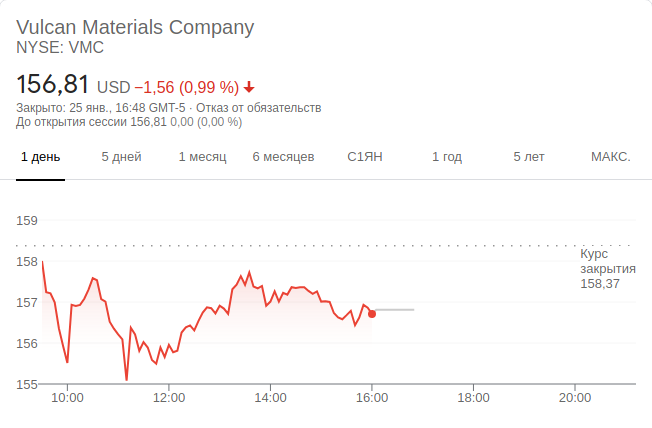 Vulcan Materials Company
NYSE: VMC
156,81 USD −1,56 (0,99 %)
Закрыто: 25 янв., 16:48 GMT-5 · Отказ от обязательств
До открытия сессии 156,81 0,00 (0,00 %)
1 день 5 дней 1 месяц 6 месяцев С1ЯН 1 год 5 лет МАКС.
159
158
157
156
155
Курс
закрытия
158,37
10:00 12:00 14:00 16:00 18:00 20:00